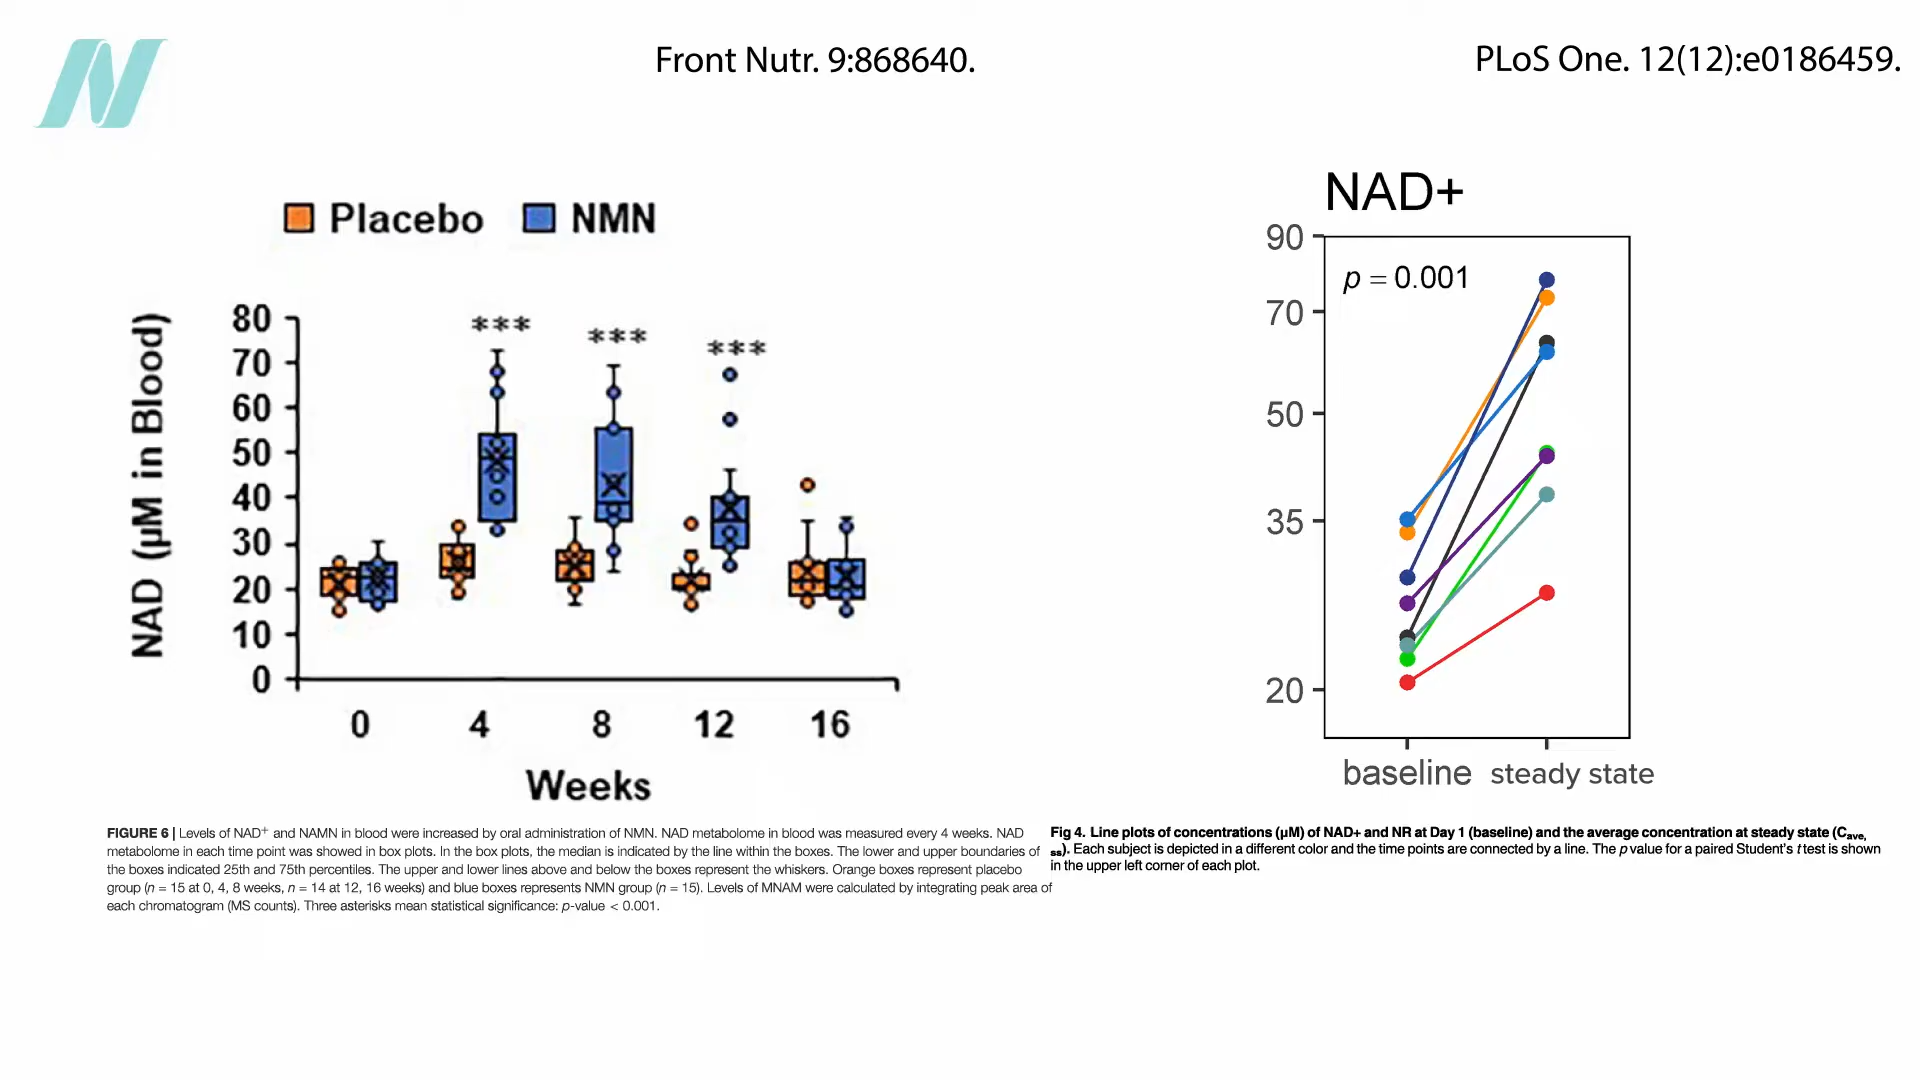 Front Nutr. 9:868640.
PLoS One. 12(12):e0186459.
Placebo
NMN
NAD (µM in Blood)
80
70
60
50
40
30
20
10
0
***
***
***
0
4
8
12
16
Weeks
FIGURE 6 | Levels of NAD+ and NAMN in blood were increased by oral administration of NMN. NAD metabolome in blood was measured every 4 weeks. NAD
metabolome in each time point was showed in box plots. In the box plots, the median is indicated by the line within the boxes. The lower and upper boundaries of
the boxes indicated 25th and 75th percentiles. The upper and lower lines above and below the boxes represent the whiskers. Orange boxes represent placebo
group (n = 15 at 0, 4, 8 weeks, n = 14 at 12, 16 weeks) and blue boxes represents NMN group (n = 15). Levels of MNAM were calculated by integrating peak area of
each chromatogram (MS counts). Three asterisks mean statistical significance: p-value < 0.001.
NAD+
90
70
50
35
20
p = 0.001
baseline
steady state
Fig 4. Line plots of concentrations (µM) of NAD+ and NR at Day 1 (baseline) and the average concentration at steady state (Cave,
ss). Each subject is depicted in a different color and the time points are connected by a line. The p value for a paired Student's t test is shown
in the upper left corner of each plot.